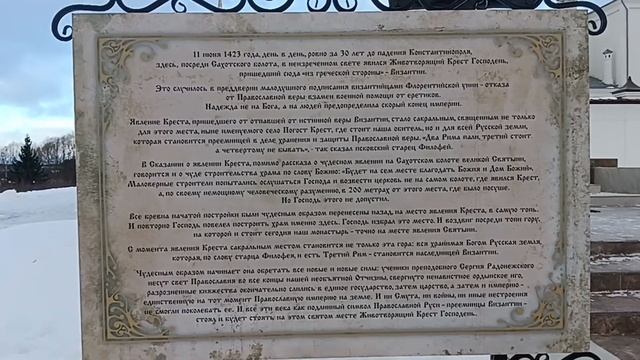 11 июня 1423 года, день в день, ровно за 30 лет до падения Константинополя,
здесь, посреди Сахотского болота, в неизреченном свете явился Животворящий Крест Господень,
пришедший сюда «из греческой стороны» - Византии.
Это случилось в преддверии малодушного подписания византийцами Флорентийской унии - отказа
от Православной веры взамен военной помощи от еретиков.
Надежда не на Бога, а на людей предопределила скорый конец империи.
Явление Креста, пришедшего от отпавшей от истинной веры Византии, стало сакральным, священным не только
для этого места, ныне именуемого село Погост Крест, где стоит наша обитель, но и для всей Русской земли,
которая становится преемницей в деле хранения и защиты Православной веры. «Два Рима пали, третий стоит.
а четвертому не бывать», - так сказал псковский старец Филофей.
В Сказании о явлении Креста, помимо рассказа о чудесном явлении на Сахотском болоте великой Святыни,
говорится и о чуде строительства храма по слову Божию: «Будет на сем месте благодать Божия и Дом Божий».
Маловерные строители попытались ослушаться Господа и возвести церковь не на самом болоте, где явился Крест,
а, по своему немощному человеческому разумению, в 200 метрах от этого места, где было посуше.
Но Господь этого не допустил.
Все бревна начатой постройки были чудесным образом перенесены назад, на место явления Креста, в самую топь.
И повторно Господь повелел построить храм именно здесь. Господь избрал это место. И воздвиг посреди топи гору,
на которой и стоит сегодня наш монастырь - точно на месте явления Святыни.
С момента явления Креста сакральным местом становится не только эта гора: вся хранимая Богом Русская земля,
которая, по слову старца Филофея, и есть Третий Рим - становится наследницей Византии.
Чудесным образом начинает она обретать все новые и новые силы: ученики преподобного Сергия Радонежского
несут свет Православия во все концы нашей необъятной Отчизны, свергнуто ненавистное ордынское иго,
разрозненные княжества окончательно слились в единое государство, затем царство, а затем и империю -
единственную на тот момент Православную империю на земле. И ни Смута, ни войны, ни иные нестроения
не смогли поколебать ее. И все эти века как подлинный символ Православной Руси - преемницы Византии -
стоял и будет стоять на этом святом месте Животворящий Крест Господень.